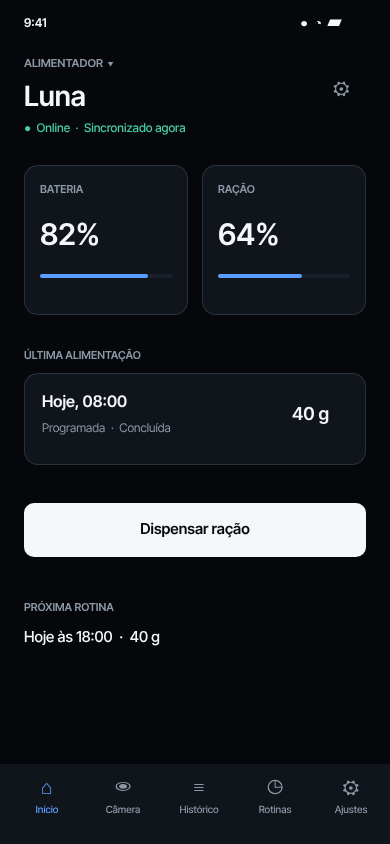 9:41
ALIMENTADOR ▾
Luna
● Online · Sincronizado agora
BATERIA
82%
RAÇÃO
64%
ÚLTIMA ALIMENTAÇÃO
Hoje, 08:00
Programada · Concluída
40 g
Dispensar ração
PRÓXIMA ROTINA
Hoje às 18:00 · 40 g
Início
Câmera
Histórico
Rotinas
Ajustes